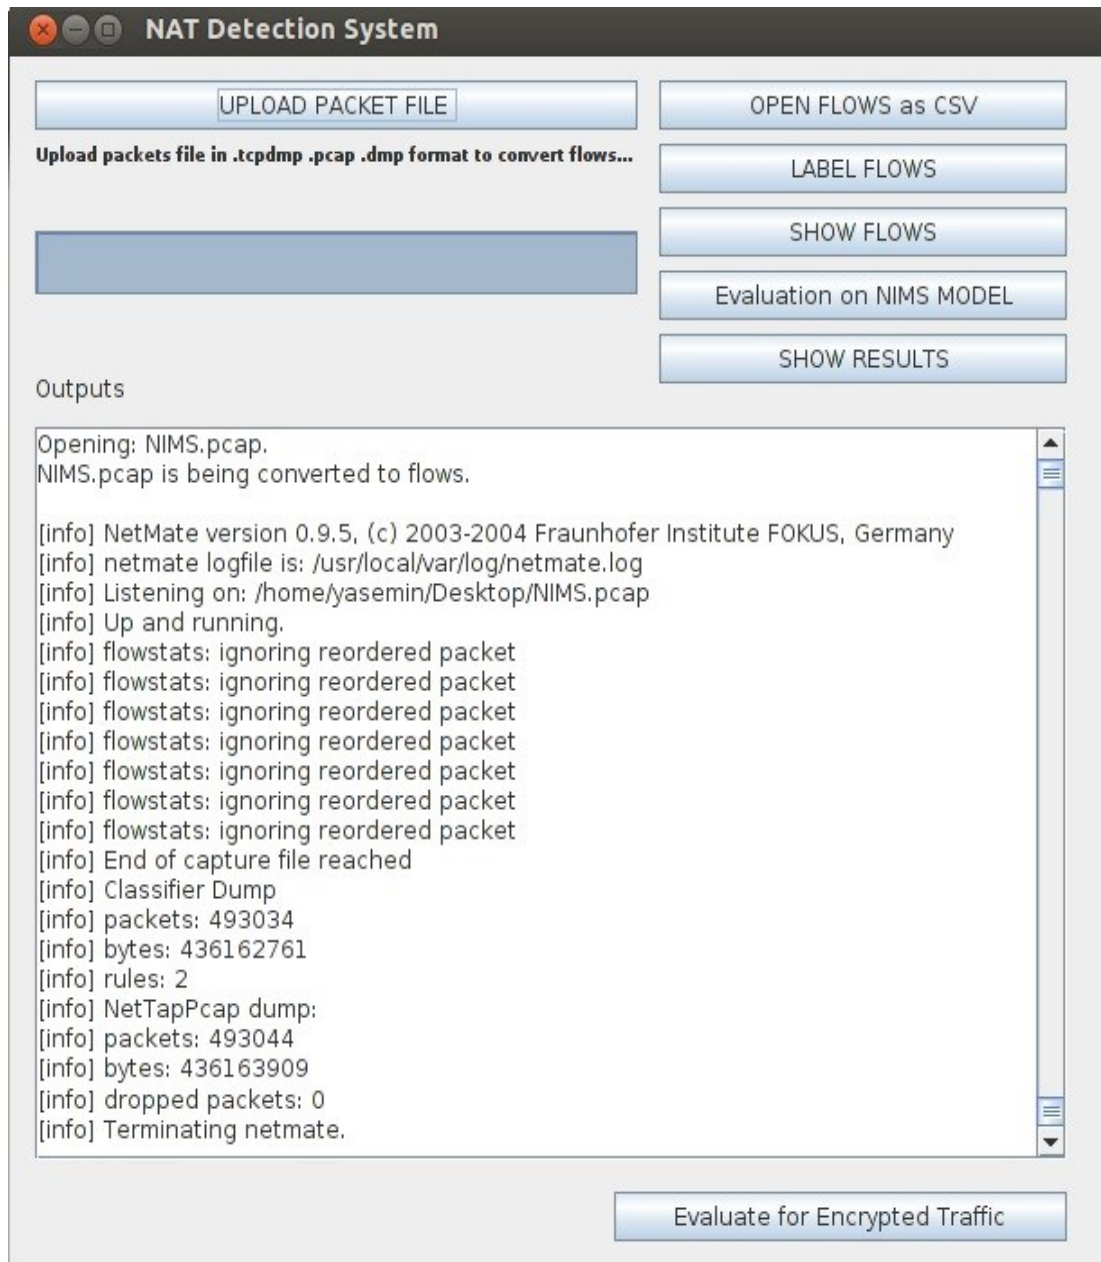 NAT Detection System
UPLOAD PACKET FILE
OPEN FLOWS as CSV
Upload packets file in .tcpdmp .pcap .dmp format to convert flows...
LABEL FLOWS
SHOW FLOWS
Evaluation on NIMS MODEL
SHOW RESULTS
Outputs
Opening: NIMS.pcap.
NIMS.pcap is being converted to flows.
[info] NetMate version 0.9.5, (c) 2003-2004 Fraunhofer Institute FOKUS, Germany
[info] netmate logfile is: /usr/local/var/log/netmate.log
[info] Listening on: /home/yasemin/Desktop/NIMS.pcap
[info] Up and running.
[info] flowstats: ignoring reordered packet
[info] flowstats: ignoring reordered packet
[info] flowstats: ignoring reordered packet
[info] flowstats: ignoring reordered packet
[info] flowstats: ignoring reordered packet
[info] flowstats: ignoring reordered packet
[info] flowstats: ignoring reordered packet
[info] End of capture file reached
[info] Classifier Dump
[info] packets: 493034
[info] bytes: 436162761
[info] rules: 2
[info] NetTapPcap dump:
[info] packets: 493044
[info] bytes: 436163909
[info] dropped packets: 0
[info] Terminating netmate.
Evaluate for Encrypted Traffic